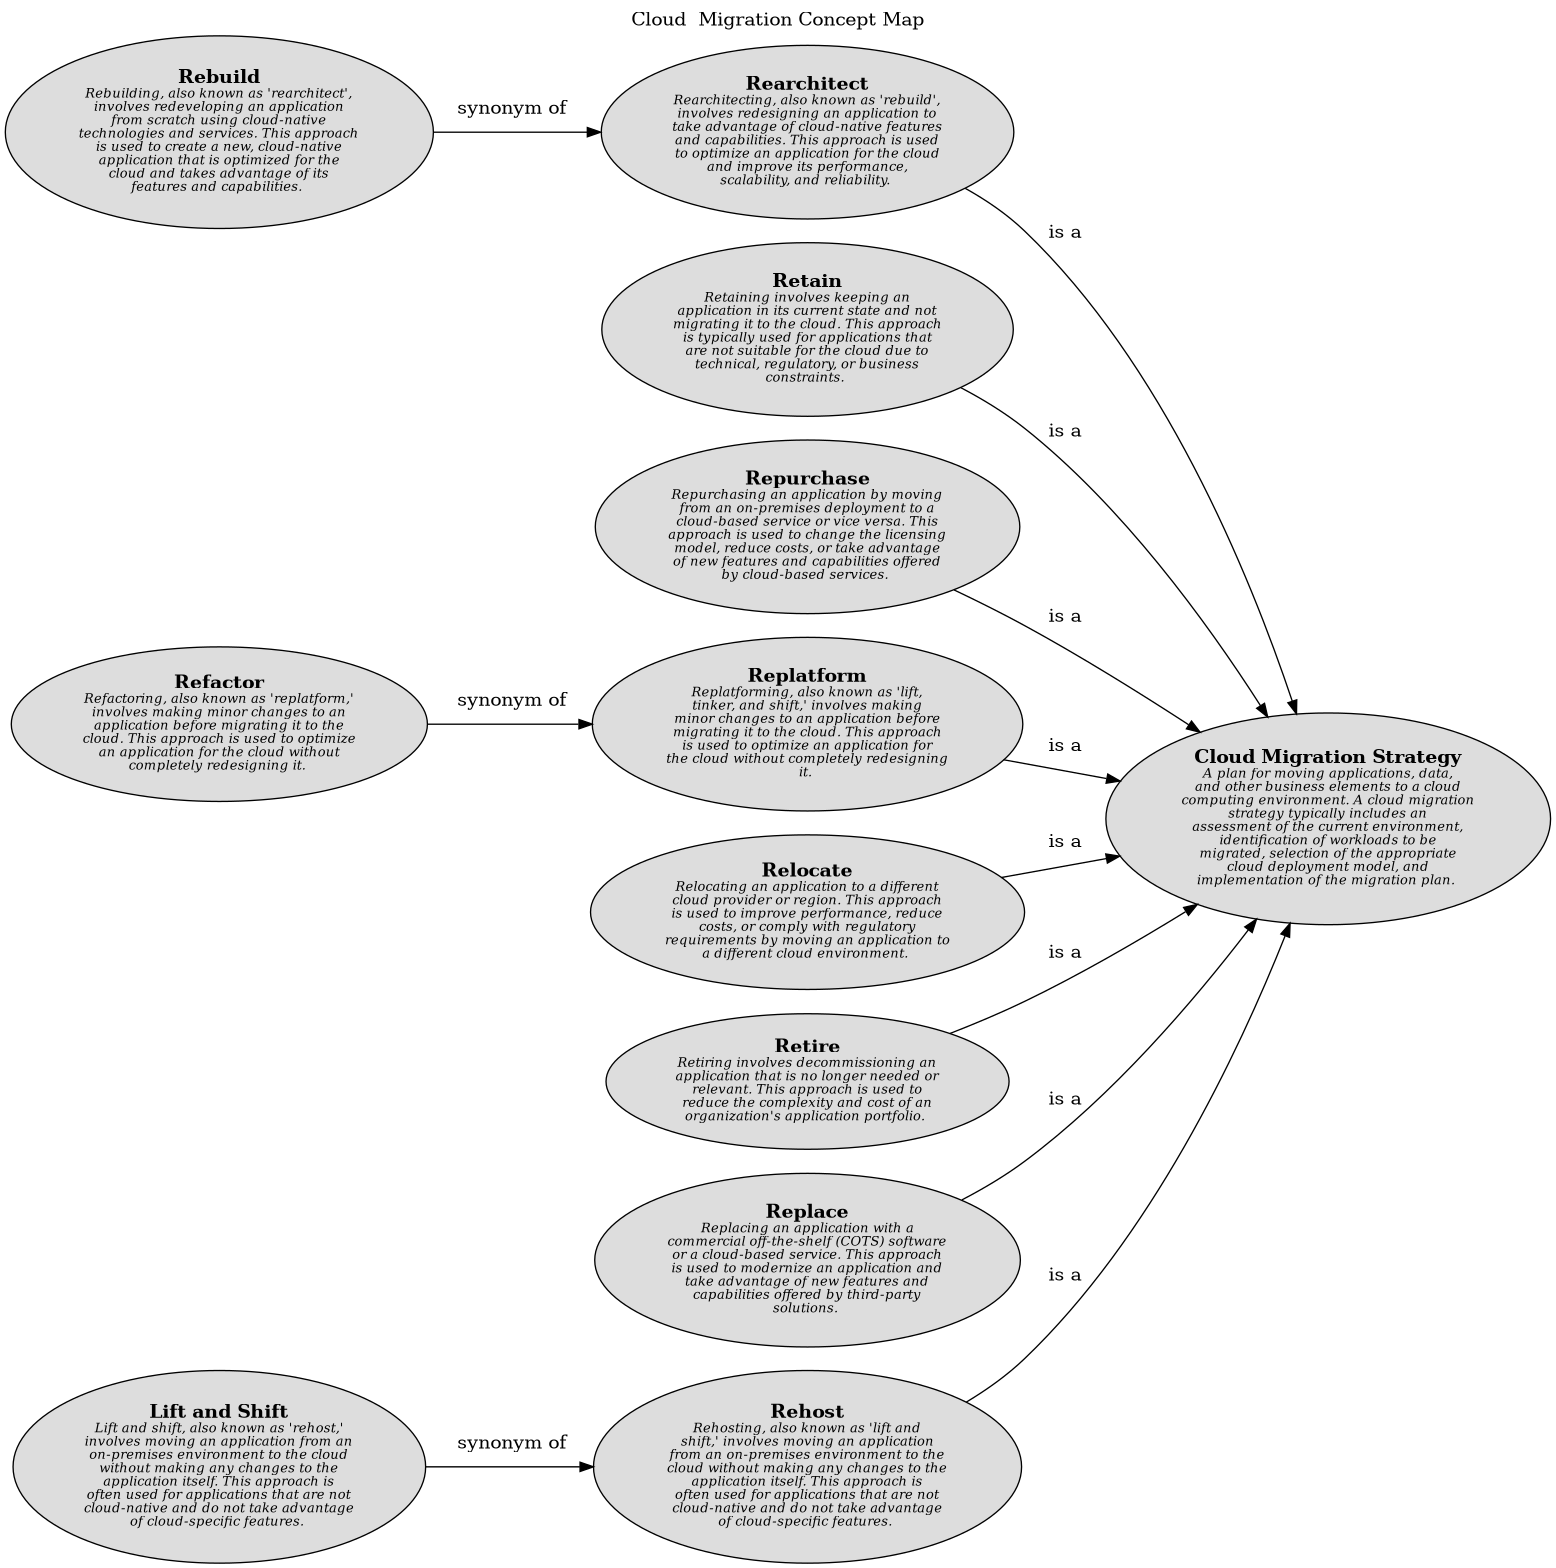 Cloud  Migration Concept Map
Rebuild
Rebuilding, also known as 'rearchitect',
involves redeveloping an application
from scratch using cloud-native
technologies and services. This approach
is used to create a new, cloud-native
application that is optimized for the
cloud and takes advantage of its
features and capabilities.
synonym of
Rearchitect
Rearchitecting, also known as 'rebuild',
involves redesigning an application to
take advantage of cloud-native features
and capabilities. This approach is used
to optimize an application for the cloud
and improve its performance,
scalability, and reliability.
is a
Retain
Retaining involves keeping an
application in its current state and not
migrating it to the cloud. This approach
is typically used for applications that
are not suitable for the cloud due to
technical, regulatory, or business
constraints.
is a
Repurchase
Repurchasing an application by moving
from an on-premises deployment to a
cloud-based service or vice versa. This
approach is used to change the licensing
model, reduce costs, or take advantage
of new features and capabilities offered
by cloud-based services.
is a
Refactor
Refactoring, also known as 'replatform,'
involves making minor changes to an
application before migrating it to the
cloud. This approach is used to optimize
an application for the cloud without
completely redesigning it.
synonym of
Replatform
Replatforming, also known as 'lift,
tinker, and shift,' involves making
minor changes to an application before
migrating it to the cloud. This approach
is used to optimize an application for
the cloud without completely redesigning
it.
is a
Cloud Migration Strategy
A plan for moving applications, data,
and other business elements to a cloud
computing environment. A cloud migration
strategy typically includes an
assessment of the current environment,
identification of workloads to be
migrated, selection of the appropriate
cloud deployment model, and
implementation of the migration plan.
Relocate
Relocating an application to a different
cloud provider or region. This approach
is used to improve performance, reduce
costs, or comply with regulatory
requirements by moving an application to
a different cloud environment.
is a
Retire
Retiring involves decommissioning an
application that is no longer needed or
relevant. This approach is used to
reduce the complexity and cost of an
organization's application portfolio.
is a
Replace
Replacing an application with a
commercial off-the-shelf (COTS) software
or a cloud-based service. This approach
is used to modernize an application and
take advantage of new features and
capabilities offered by third-party
solutions.
is a
Lift and Shift
Lift and shift, also known as 'rehost,'
involves moving an application from an
on-premises environment to the cloud
without making any changes to the
application itself. This approach is
often used for applications that are not
cloud-native and do not take advantage
of cloud-specific features.
synonym of
Rehost
Rehosting, also known as 'lift and
shift,' involves moving an application
from an on-premises environment to the
cloud without making any changes to the
application itself. This approach is
often used for applications that are not
cloud-native and do not take advantage
of cloud-specific features.
is a